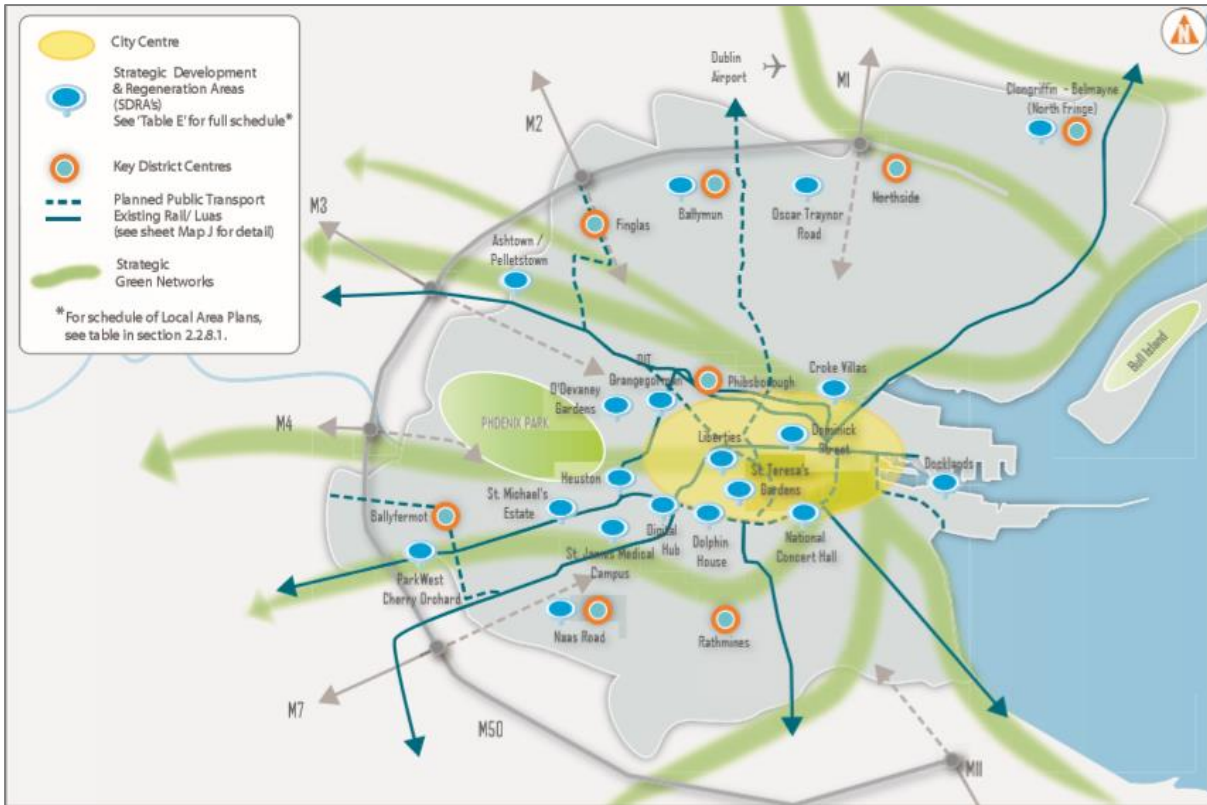 City Centre
Strategic Development
& Regeneration Areas
(SDRA's)
See 'Table E' for full schedule*
Key District Centres
Planned Public Transport
Existing Rail/ Luas
(see sheet Map J for detail)
Strategic
Green Networks
*For schedule of Local Area Plans,
see table in section 2.2.8.1.
N
Dublin
Airport
M1
M2
M3
Clongriffin - Belmayne
(North Fringe)
Northside
Ballymun
Oscar Traynor
Road
Finglas
Ashtown /
Pelletstown
Bull Island
DIT
Grangegorman
Phibsborough
Croke Villas
O'Devaney
Gardens
PHOENIX PARK
M4
Liberties
Dominick
Street
Docklands
Heuston
St. Teresa's
Gardens
St. Michael's
Estate
Ballyfermot
Digital
Hub
Dolphin
House
National
Concert Hall
St. James Medical
Campus
ParkWest
Cherry Orchard
Naas Road
Rathmines
M7
M50
M11